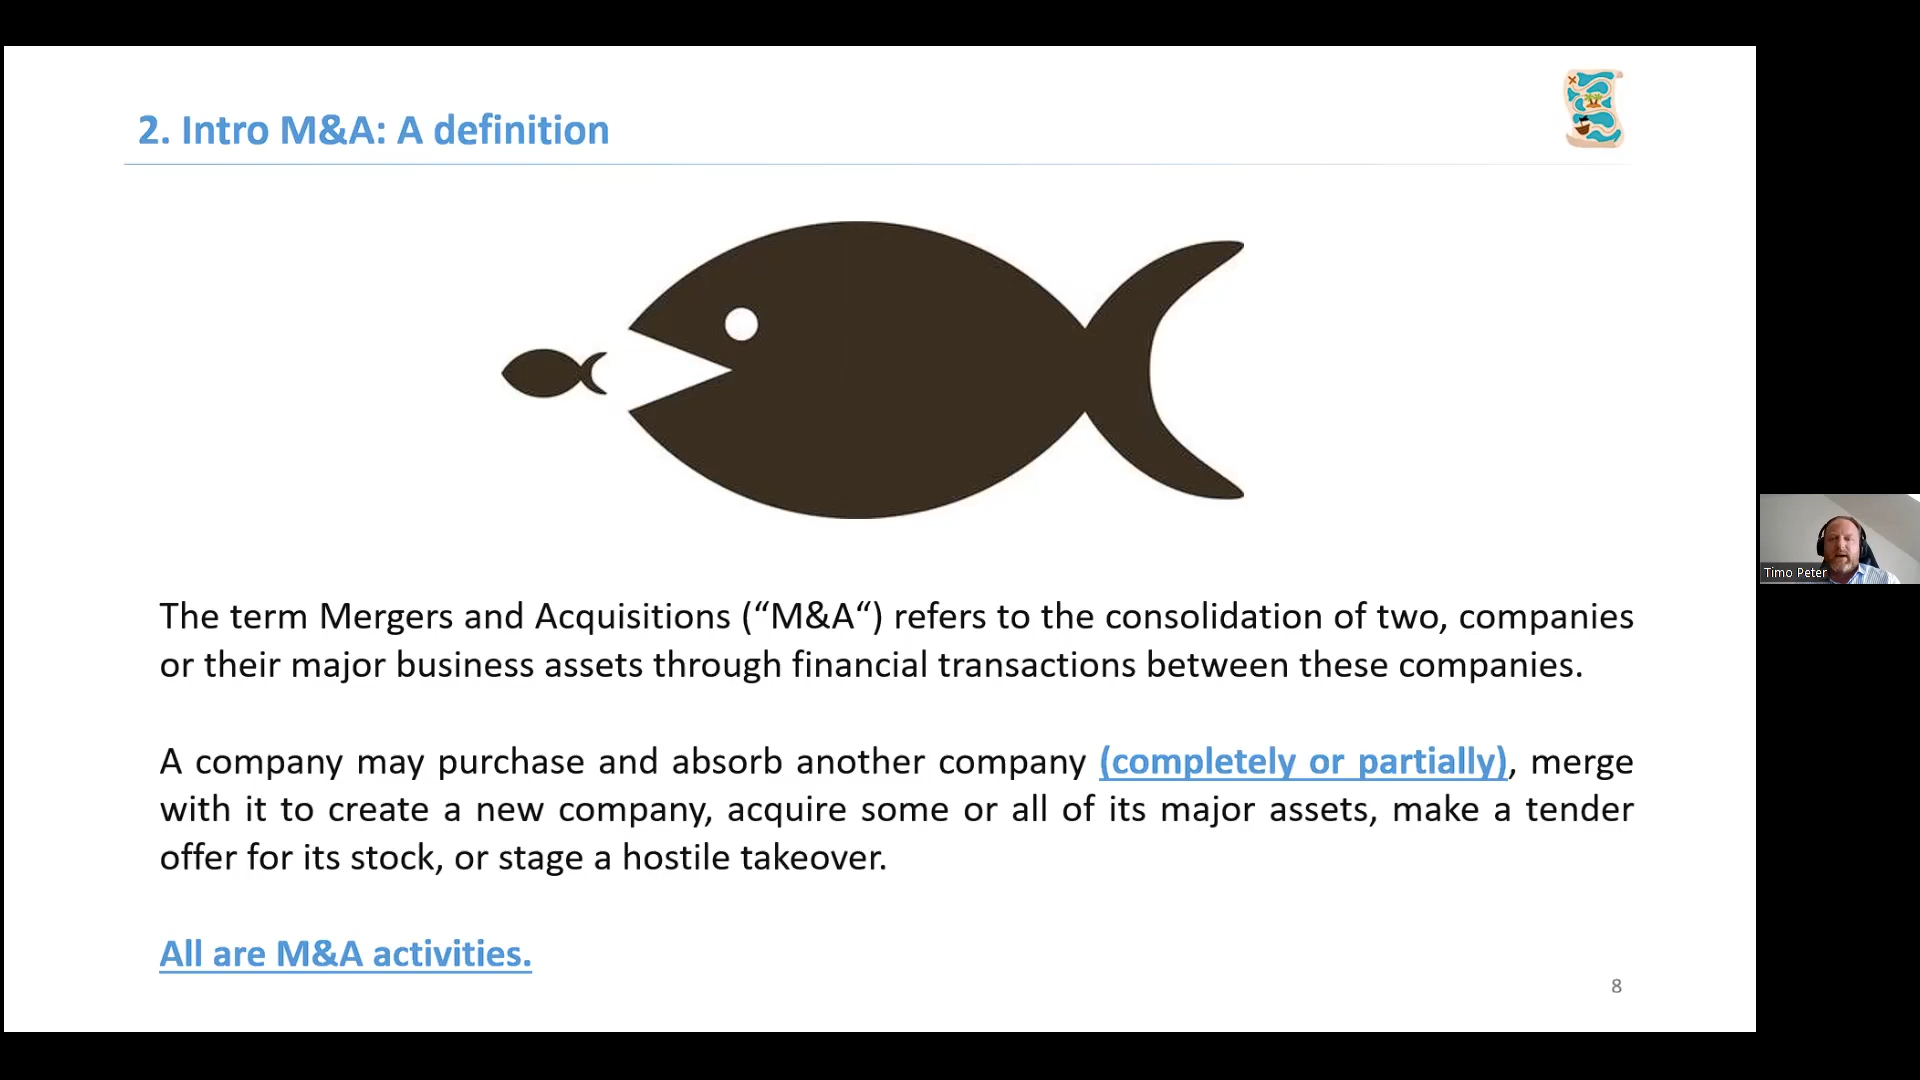 2. Intro M&A: A definition
The term Mergers and Acquisitions (“M&A“) refers to the consolidation of two, companies
or their major business assets through financial transactions between these companies.
A company may purchase and absorb another company (completely or partially), merge
with it to create a new company, acquire some or all of its major assets, make a tender
offer for its stock, or stage a hostile takeover.
All are M&A activities.
8
Timo Peter